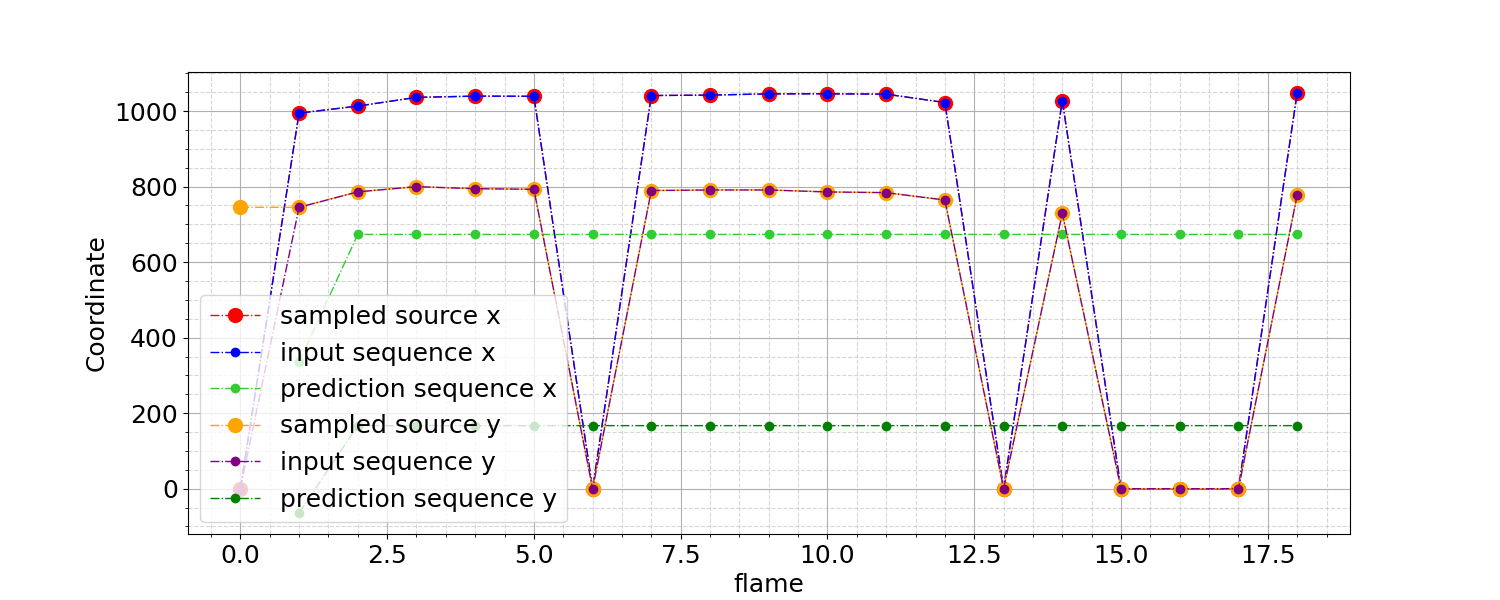 1000
800
600
400
200
0
Coordinate
sampled source x
input sequence x
prediction sequence x
sampled source y
input sequence y
prediction sequence y
0.0 2.5 5.0 7.5 10.0 12.5 15.0 17.5
flame